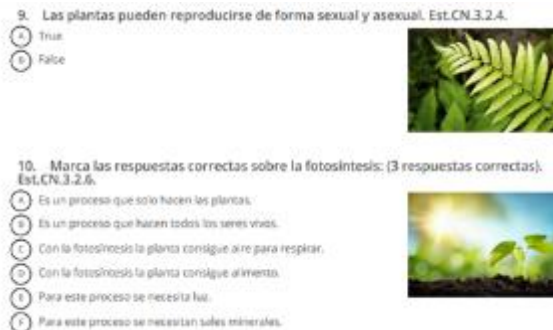 9. Las plantas pueden reproducirse de forma sexual y asexual. Est.CN.3.2.4.
A True
B False
10. Marca las respuestas correctas sobre la fotosíntesis: (3 respuestas correctas).
Est.CN.3.2.6.
A Es un proceso que solo hacen las plantas.
B Es un proceso que hacen todos los seres vivos.
C Con la fotosíntesis la planta consigue aire para respirar.
D Con la fotosíntesis la planta consigue alimento.
E Para este proceso se necesita luz.
F Para este proceso se necesitan sales minerales.